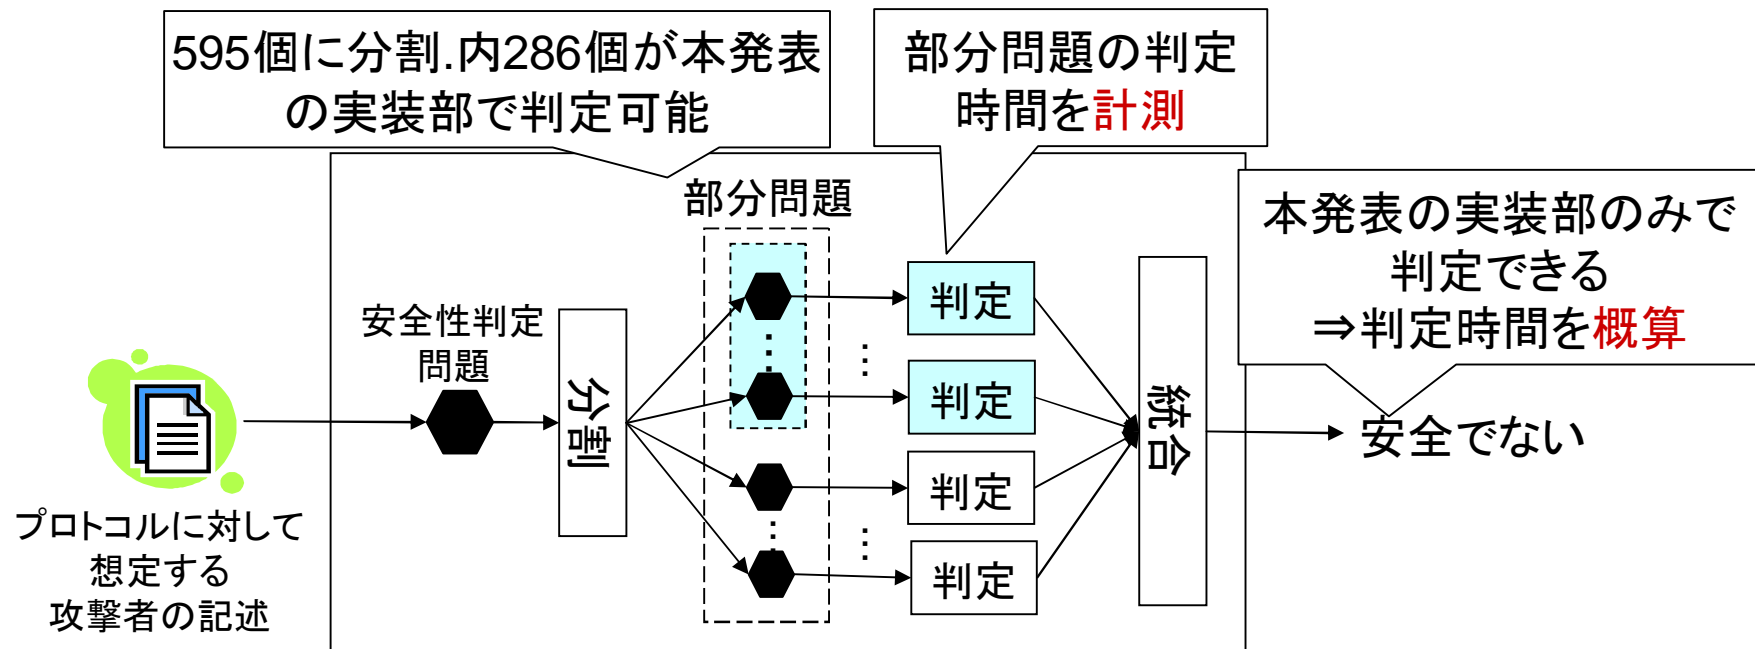 595個に分割.内286個が本発表
の実装部で判定可能
部分問題の判定
時間を計測
本発表の実装部のみで
判定できる
⇒判定時間を概算
部分問題
安全性判定
問題
分割
判定
判定
判定
判定
統合
安全でない
プロトコルに対して
想定する
攻撃者の記述